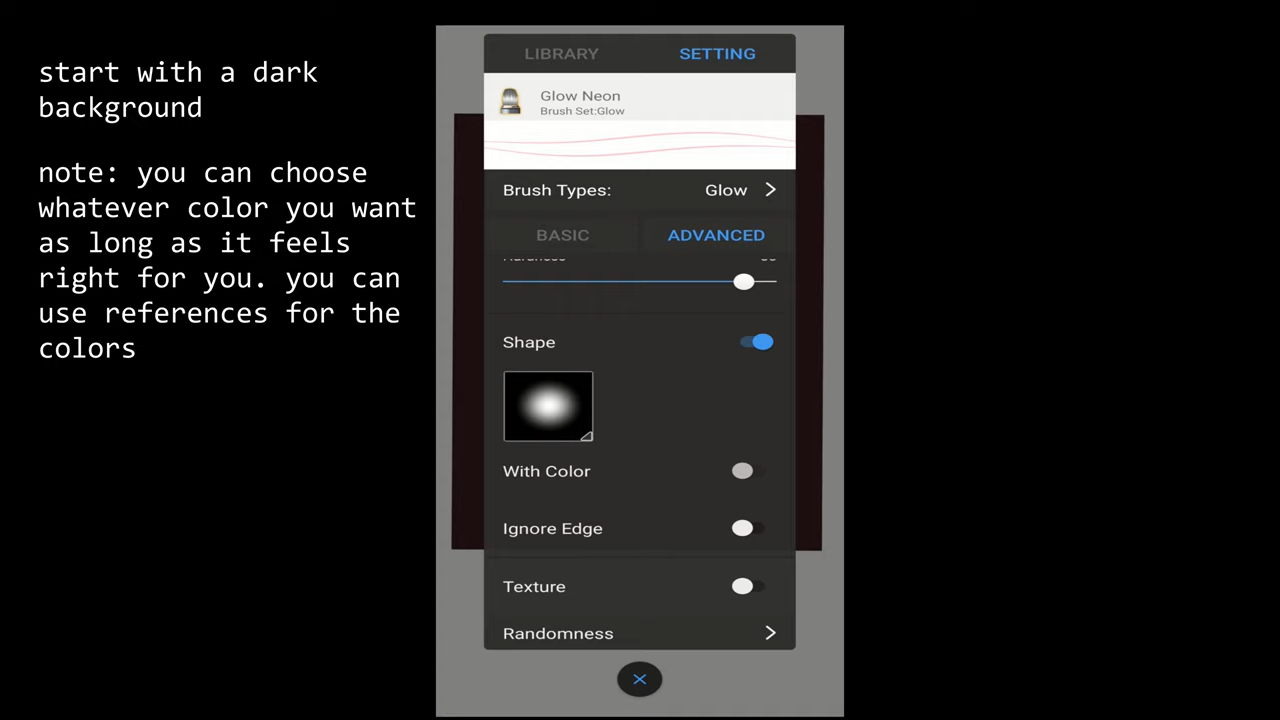 start with a dark
background
note: you can choose
whatever color you want
as long as it feels
right for you. you can
use references for the
colors
LIBRARY
SETTING
Glow Neon
Brush Set:Glow
Brush Types:
Glow
BASIC
ADVANCED
Shape
With Color
Ignore Edge
Texture
Randomness